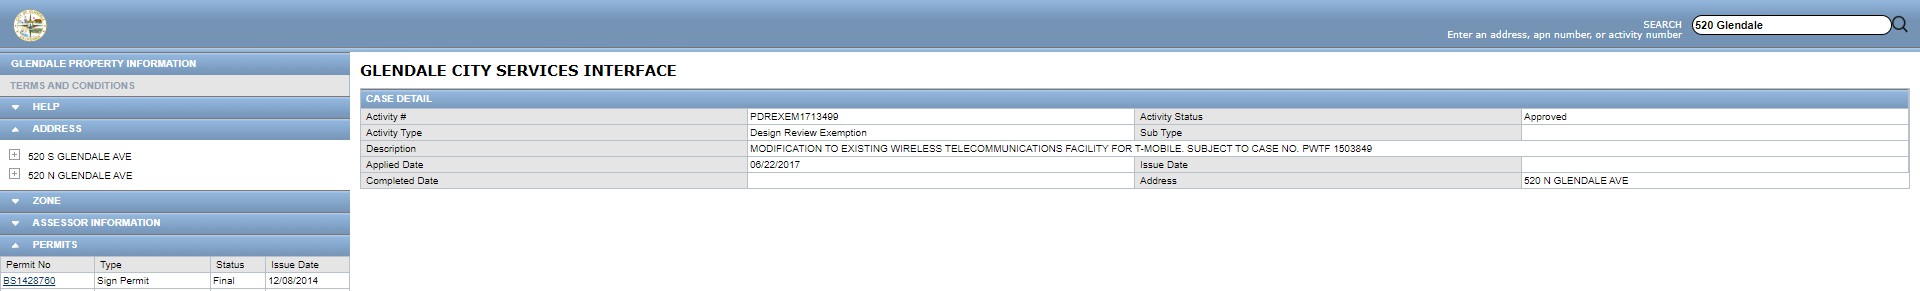 SEARCH
Enter an address, apn number, or activity number
520 Glendale
GLENDALE PROPERTY INFORMATION
TERMS AND CONDITIONS
HELP
ADDRESS
520 S GLENDALE AVE
520 N GLENDALE AVE
ZONE
ASSESSOR INFORMATION
PERMITS
Permit No Type Status Issue Date
BS1428760 Sign Permit Final 12/08/2014
GLENDALE CITY SERVICES INTERFACE
CASE DETAIL
Activity # PDREXEM1713499 Activity Status Approved
Activity Type Design Review Exemption Sub Type
Description MODIFICATION TO EXISTING WIRELESS TELECOMMUNICATIONS FACILITY FOR T-MOBILE. SUBJECT TO CASE NO. PWTF 1503849
Applied Date 06/22/2017 Issue Date
Completed Date Address 520 N GLENDALE AVE